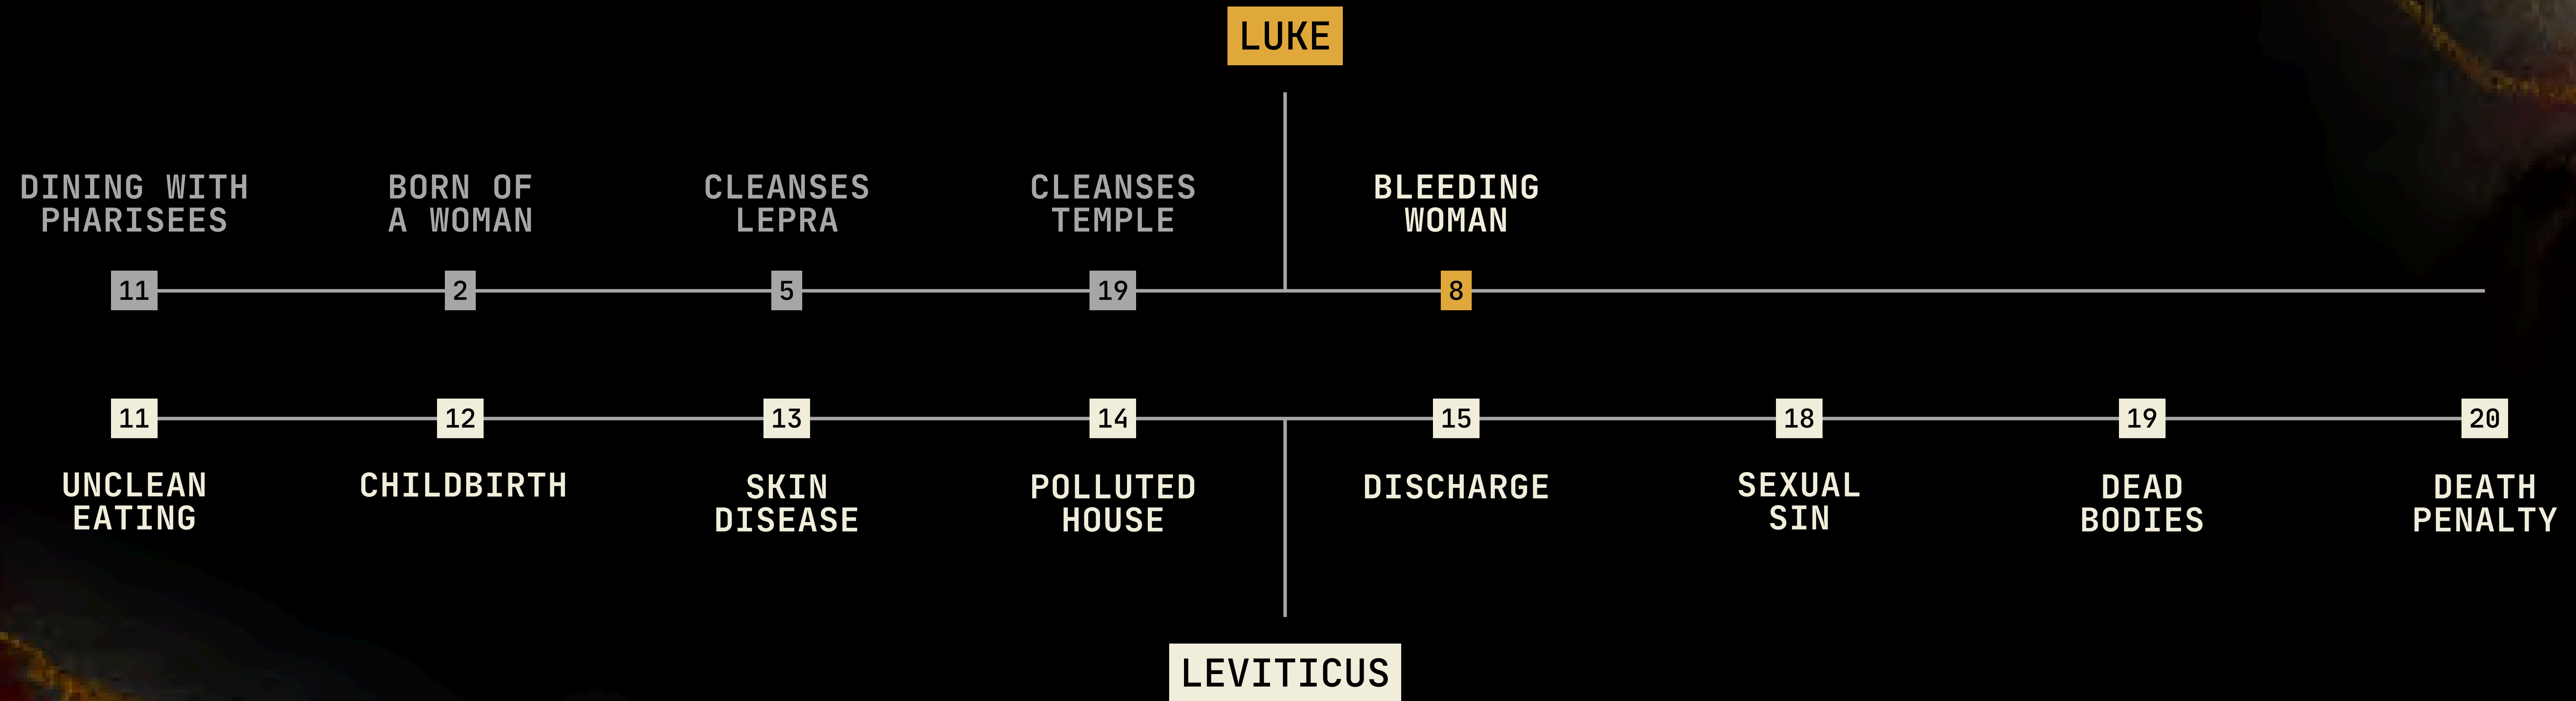 LUKE
DINING WITH
PHARISEES
BORN OF
A WOMAN
CLEANSES
LEPRA
CLEANSES
TEMPLE
BLEEDING
WOMAN
11
2
5
19
8
11
12
13
14
15
18
19
20
UNCLEAN
EATING
CHILDBIRTH
SKIN
DISEASE
POLLUTED
HOUSE
DISCHARGE
SEXUAL
SIN
DEAD
BODIES
DEATH
PENALTY
LEVITICUS